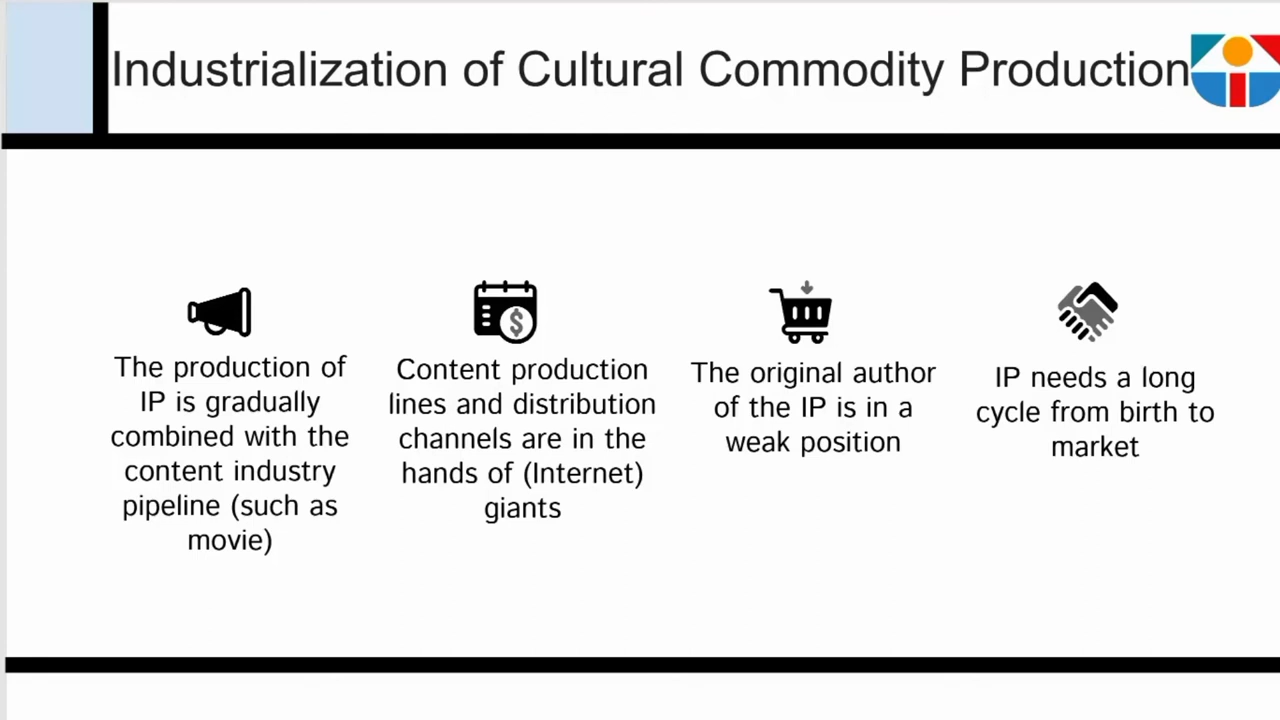 Industrialization of Cultural Commodity Production
The production of
IP is gradually
combined with the
content industry
pipeline (such as
movie)
Content production
lines and distribution
channels are in the
hands of (Internet)
giants
The original author
of the IP is in a
weak position
IP needs a long
cycle from birth to
market